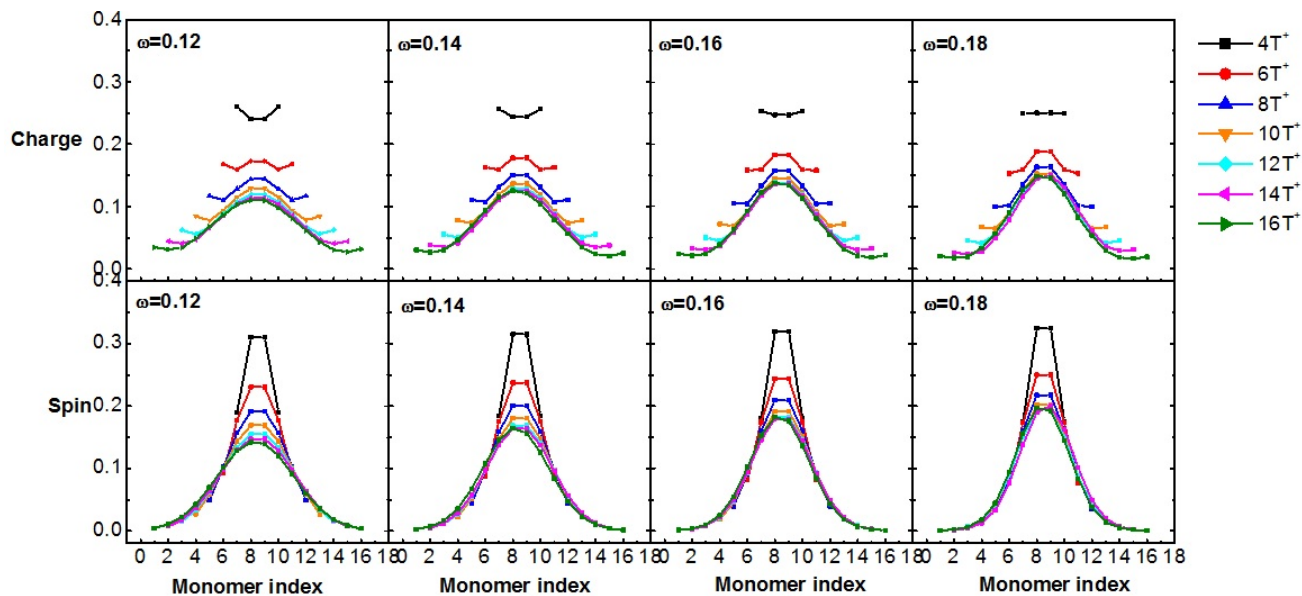 0.4
ω=0.12
ω=0.14
ω=0.16
ω=0.18
4T⁺
6T⁺
8T⁺
10T⁺
12T⁺
14T⁺
16T⁺
0.3
Charge
0.2
0.1
0.0
0.4
ω=0.12
ω=0.14
ω=0.16
ω=0.18
0.3
Spin
0.2
0.1
0.0
0 2 4 6 8 10 12 14 16 18
0 2 4 6 8 10 12 14 16 18
0 2 4 6 8 10 12 14 16 18
0 2 4 6 8 10 12 14 16 18
Monomer index
Monomer index
Monomer index
Monomer index